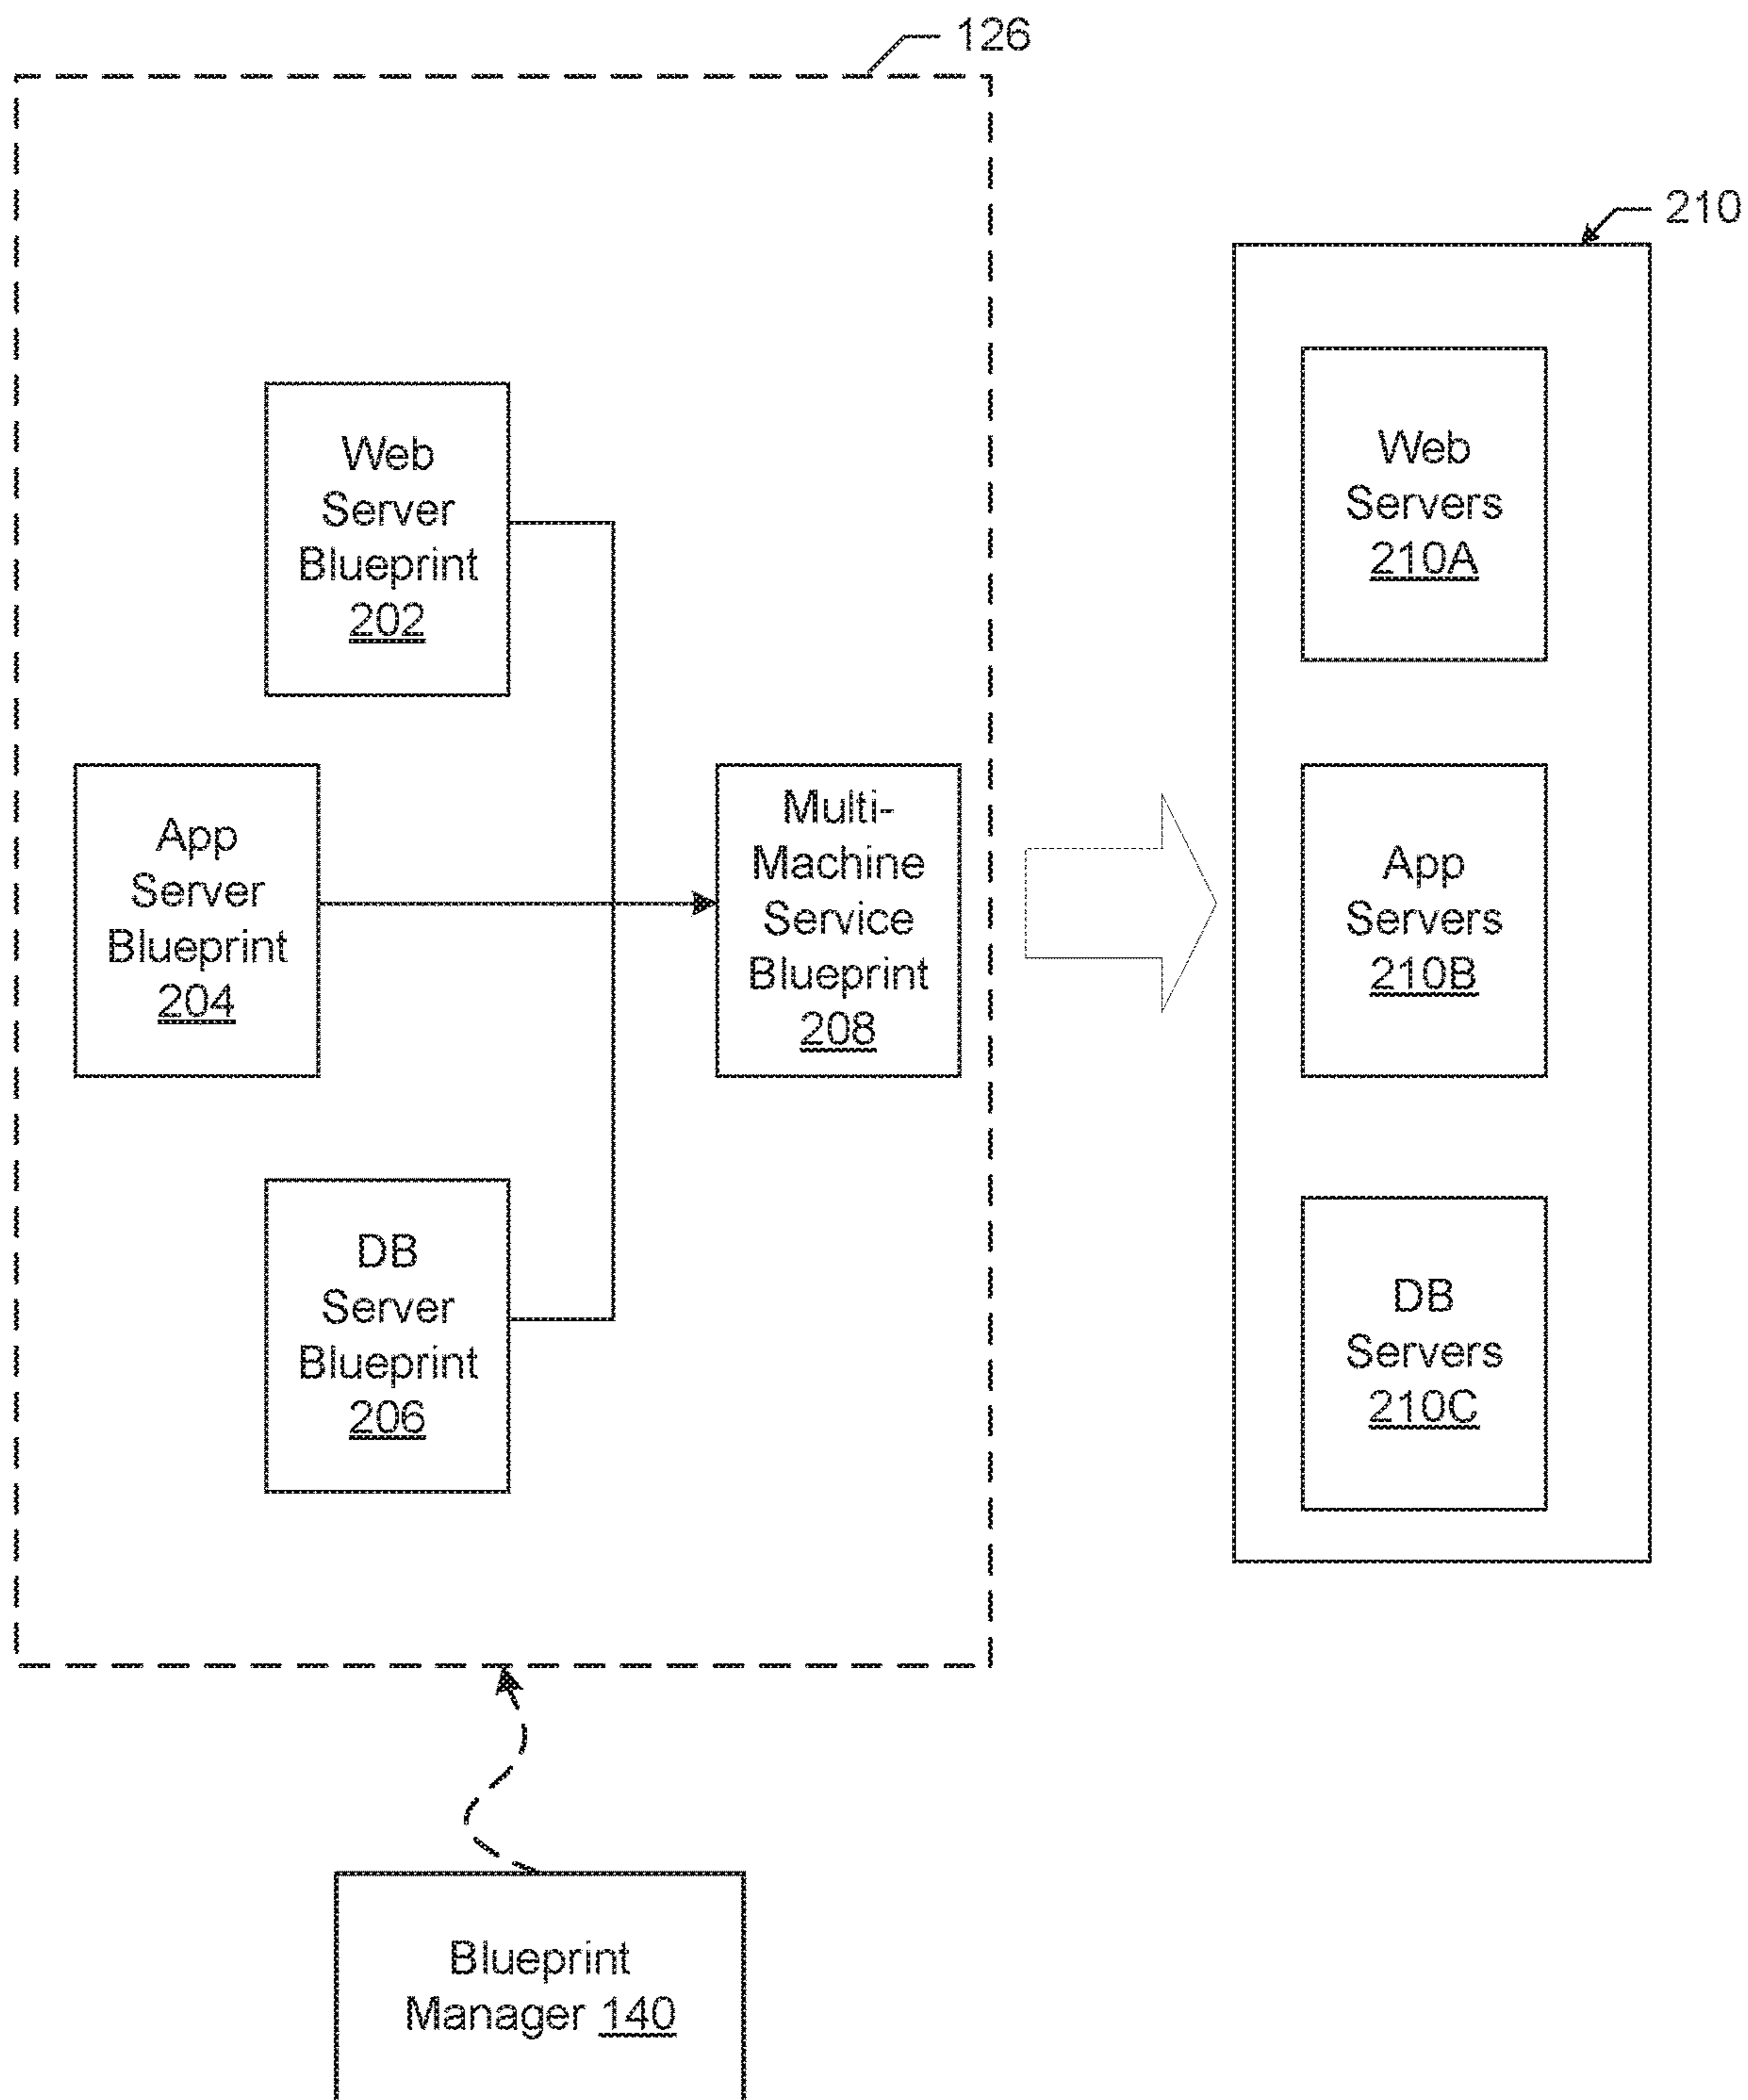 126
210
Web
Server
Blueprint
202
App
Server
Blueprint
204
DB
Server
Blueprint
206
Multi-
Machine
Service
Blueprint
208
Web
Servers
210A
App
Servers
210B
DB
Servers
210C
Blueprint
Manager 140